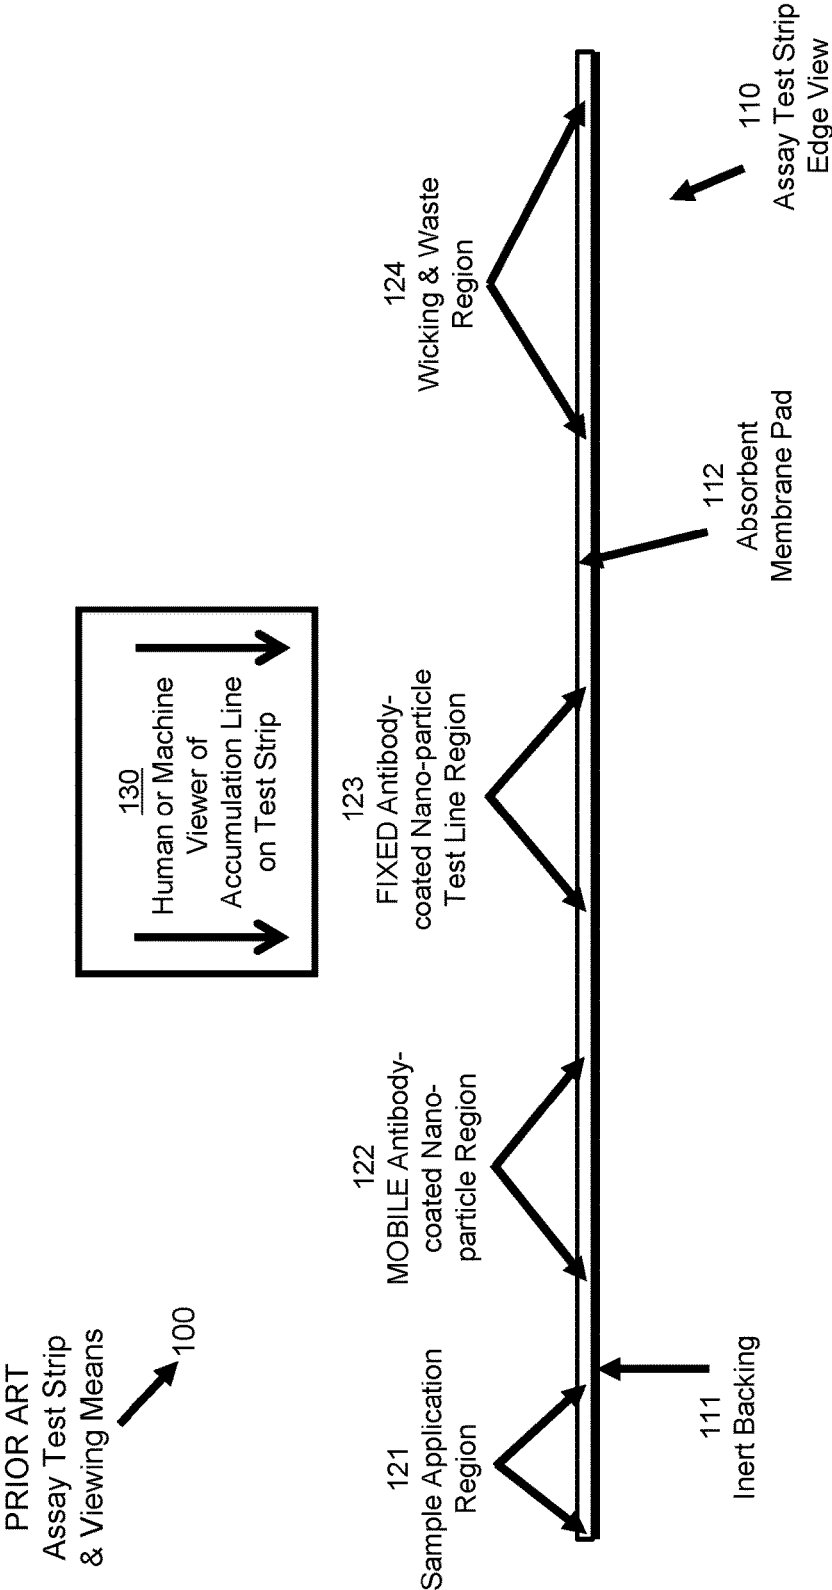 PRIOR ART
Assay Test Strip
& Viewing Means
100
130
Human or Machine
Viewer of
Accumulation Line
on Test Strip
121
Sample Application
Region
122
MOBILE Antibody-
coated Nano-
particle Region
123
FIXED Antibody-
coated Nano-particle
Test Line Region
124
Wicking & Waste
Region
111
Inert Backing
112
Absorbent
Membrane Pad
110
Assay Test Strip
Edge View